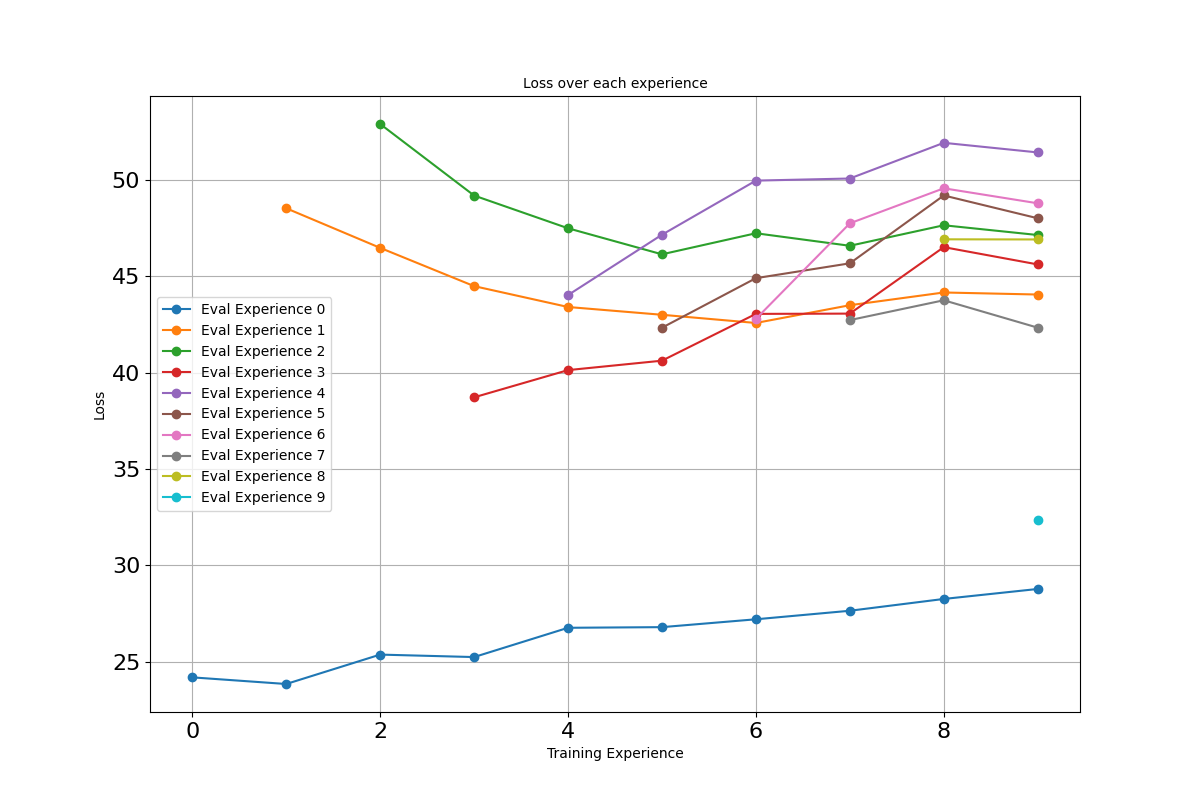 Loss over each experience
50
45
40
35
30
25
Loss
Eval Experience 0
Eval Experience 1
Eval Experience 2
Eval Experience 3
Eval Experience 4
Eval Experience 5
Eval Experience 6
Eval Experience 7
Eval Experience 8
Eval Experience 9
0 2 4 6 8
Training Experience